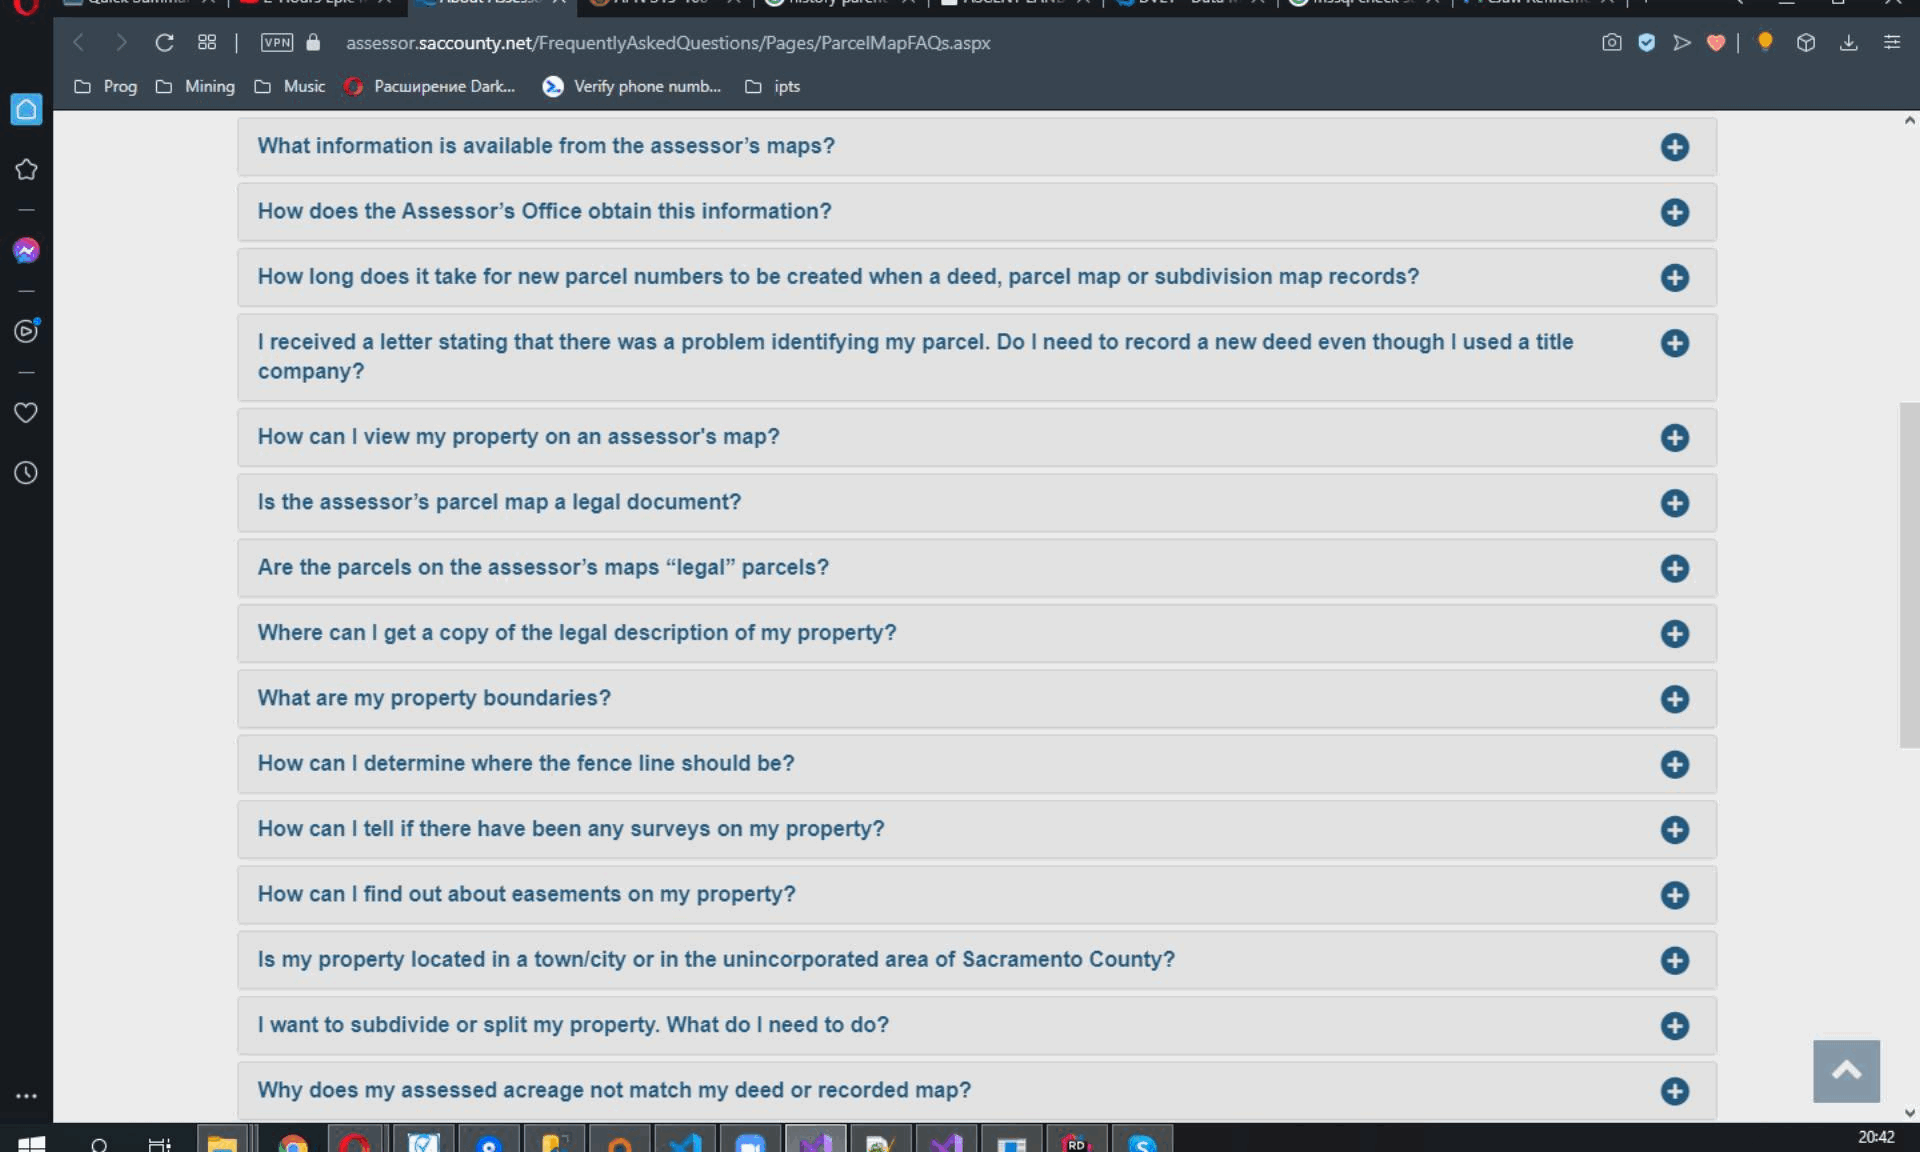 VPN assessor.saccounty.net/FrequentlyAskedQuestions/Pages/ParcelMapFAQs.aspx
Prog Mining Music Расширение Dark... Verify phone numb... ipts
What information is available from the assessor’s maps?
How does the Assessor’s Office obtain this information?
How long does it take for new parcel numbers to be created when a deed, parcel map or subdivision map records?
I received a letter stating that there was a problem identifying my parcel. Do I need to record a new deed even though I used a title
company?
How can I view my property on an assessor's map?
Is the assessor’s parcel map a legal document?
Are the parcels on the assessor’s maps “legal” parcels?
Where can I get a copy of the legal description of my property?
What are my property boundaries?
How can I determine where the fence line should be?
How can I tell if there have been any surveys on my property?
How can I find out about easements on my property?
Is my property located in a town/city or in the unincorporated area of Sacramento County?
I want to subdivide or split my property. What do I need to do?
Why does my assessed acreage not match my deed or recorded map?
RD
20:42